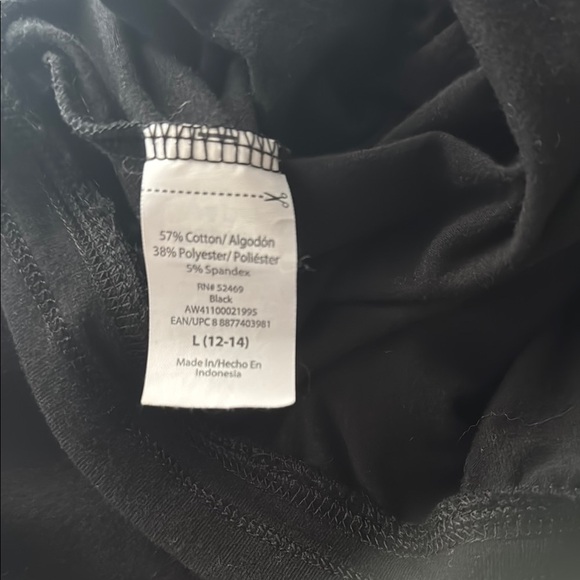 57% Cotton/ Algodón
38% Polyester/ Poliéster
5% Spandex
RN# 52469
Black
AW41100021995
EAN/UPC 8 8877403981
L (12-14)
Made In/Hecho En
Indonesia